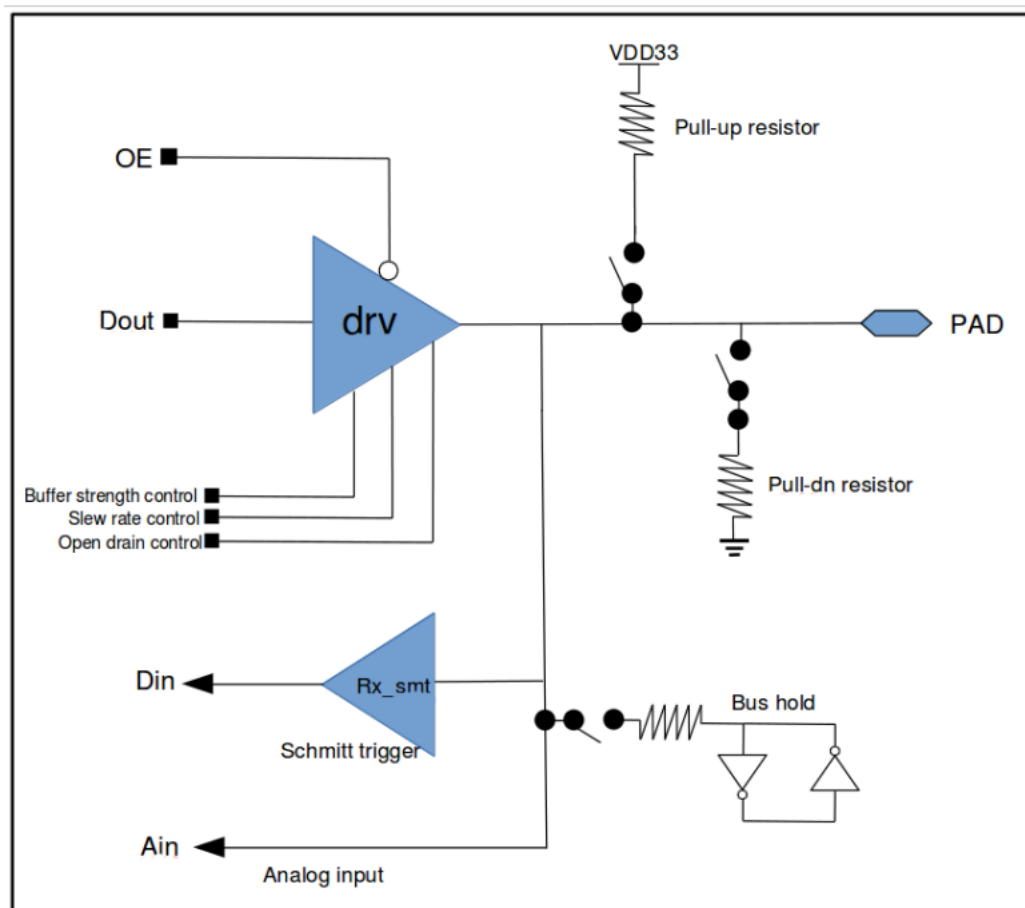 VDD33
Pull-up resistor
OE
Dout
drv
PAD
Pull-dn resistor
Buffer strength control
Slew rate control
Open drain control
Din
Rx_smt
Bus hold
Schmitt trigger
Ain
Analog input